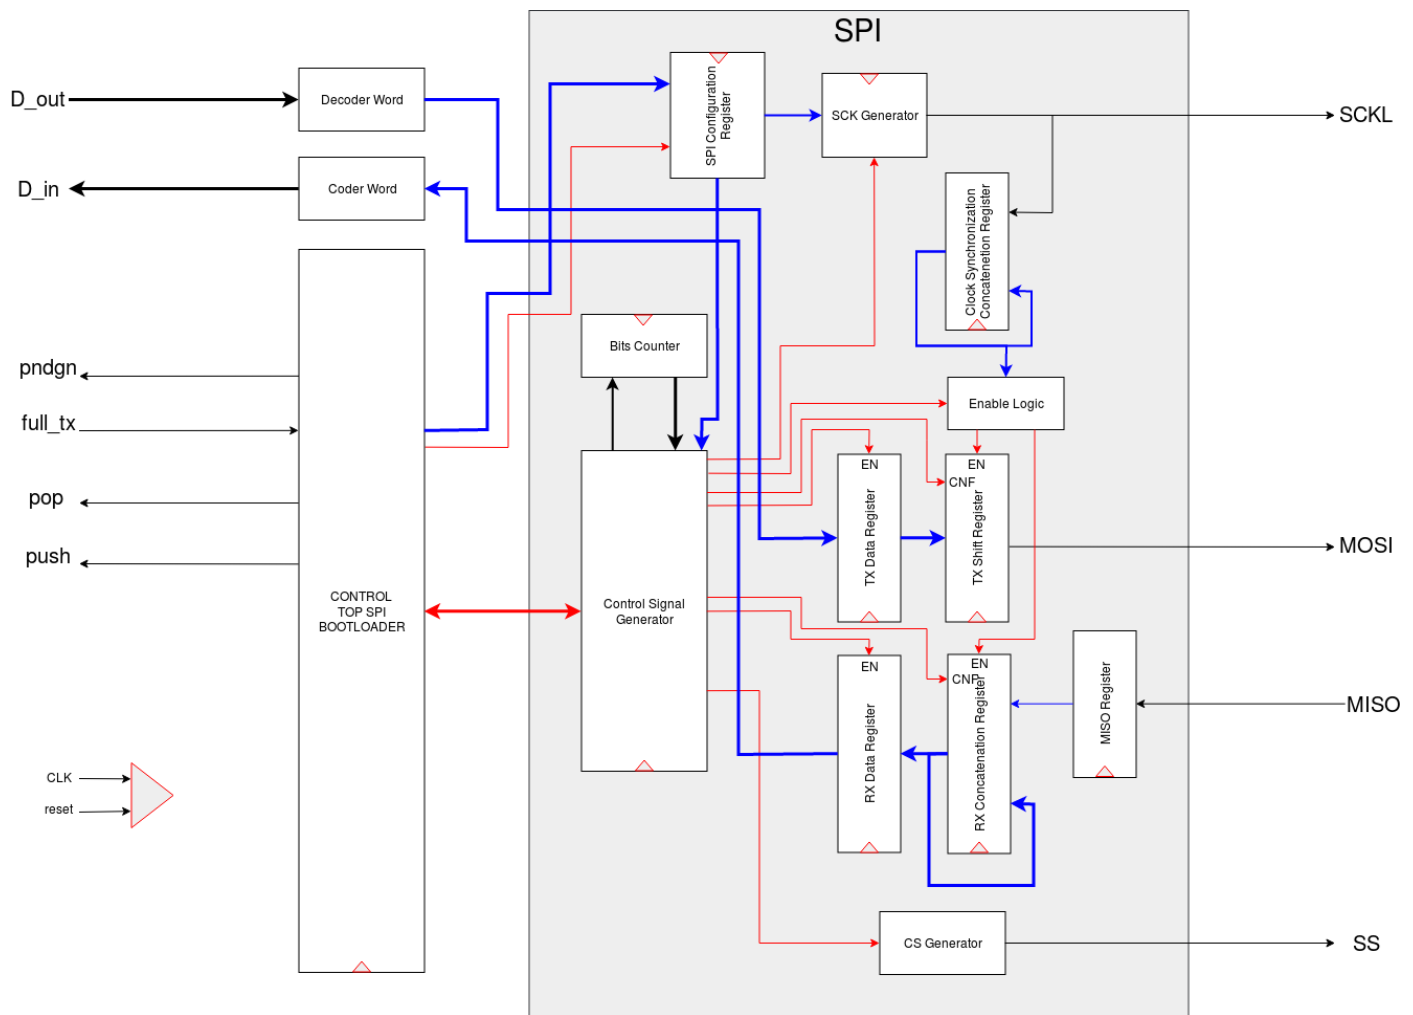 SPI
D_out
Decoder Word
SPI Configuration
Register
SCK Generator
SCKL
D_in
Coder Word
Clock Synchronization
Concatenetion Register
Bits Counter
pndgn
full_tx
pop
push
Enable Logic
EN
EN
CNF
TX Data Register
TX Shift Register
MOSI
CONTROL
TOP SPI
BOOTLOADER
Control Signal
Generator
EN
EN
CNF
RX Data Register
RX Concatenation Register
MISO Register
MISO
CLK
reset
CS Generator
SS